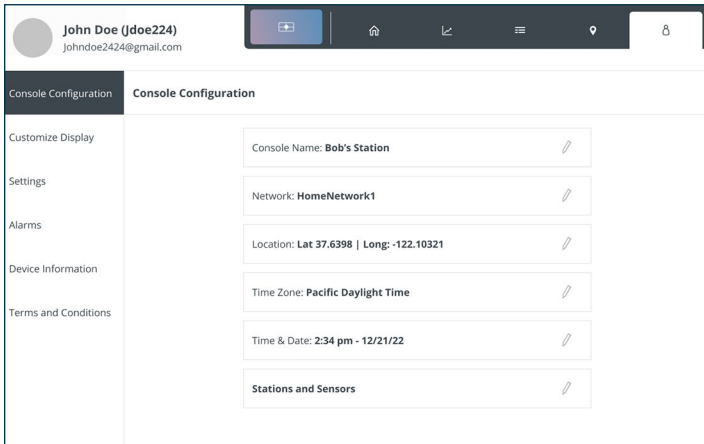 John Doe (Jdoe224)
Johndoe2424@gmail.com
Console Configuration
Customize Display
Settings
Alarms
Device Information
Terms and Conditions
Console Configuration
Console Name: Bob's Station
Network: HomeNetwork1
Location: Lat 37.6398 | Long: -122.10321
Time Zone: Pacific Daylight Time
Time & Date: 2:34 pm - 12/21/22
Stations and Sensors